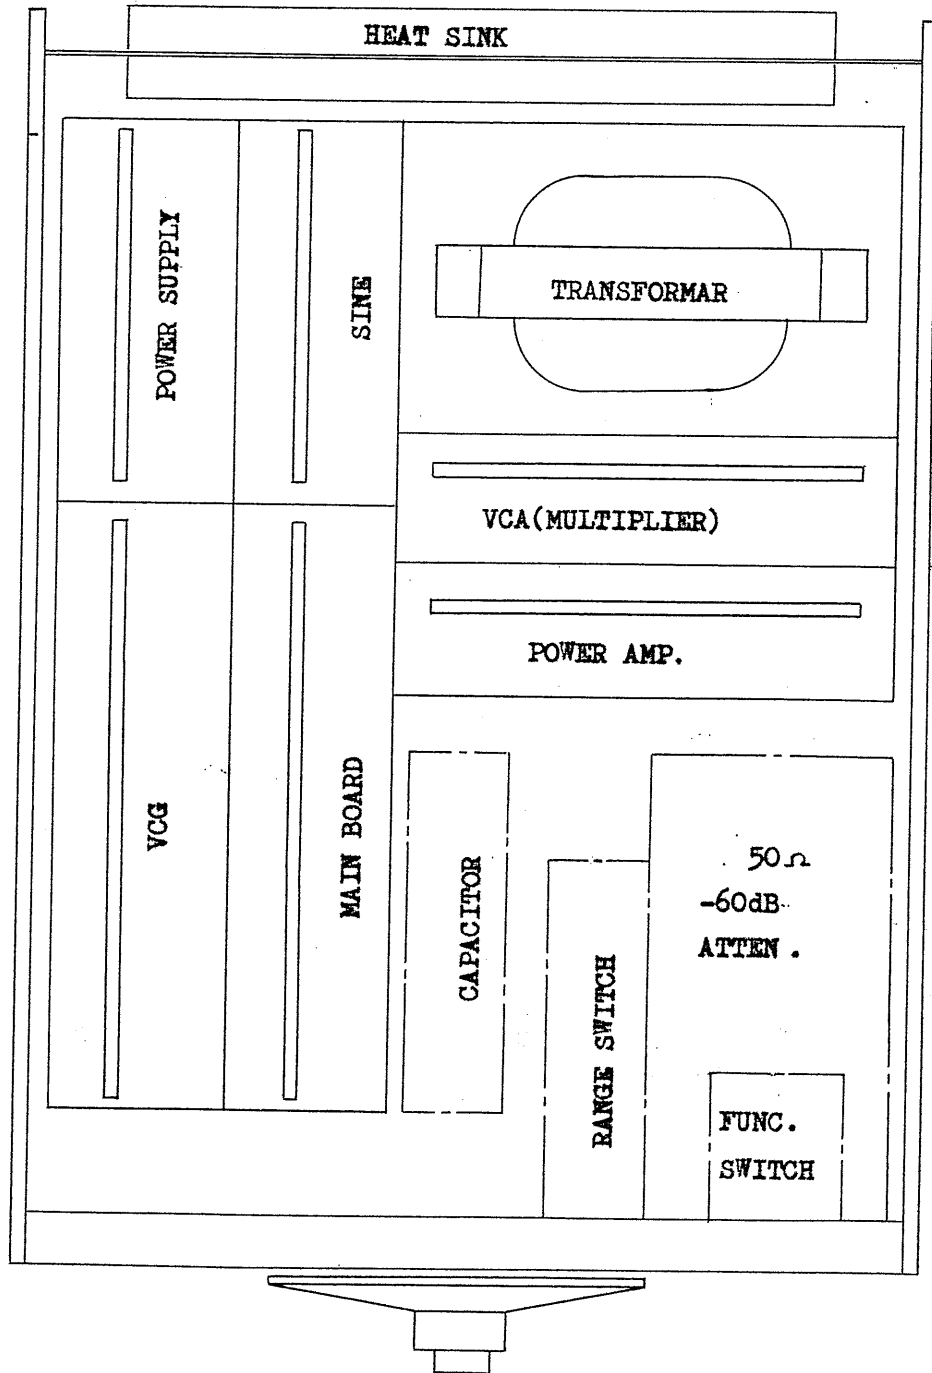 HEAT SINK
POWER SUPPLY
SINE
TRANSFORMAR
VCA(MULTIPLIER)
POWER AMP.
VCG
MAIN BOARD
CAPACITOR
RANGE SWITCH
50Ω
-60dB
ATTEN.
FUNC.
SWITCH